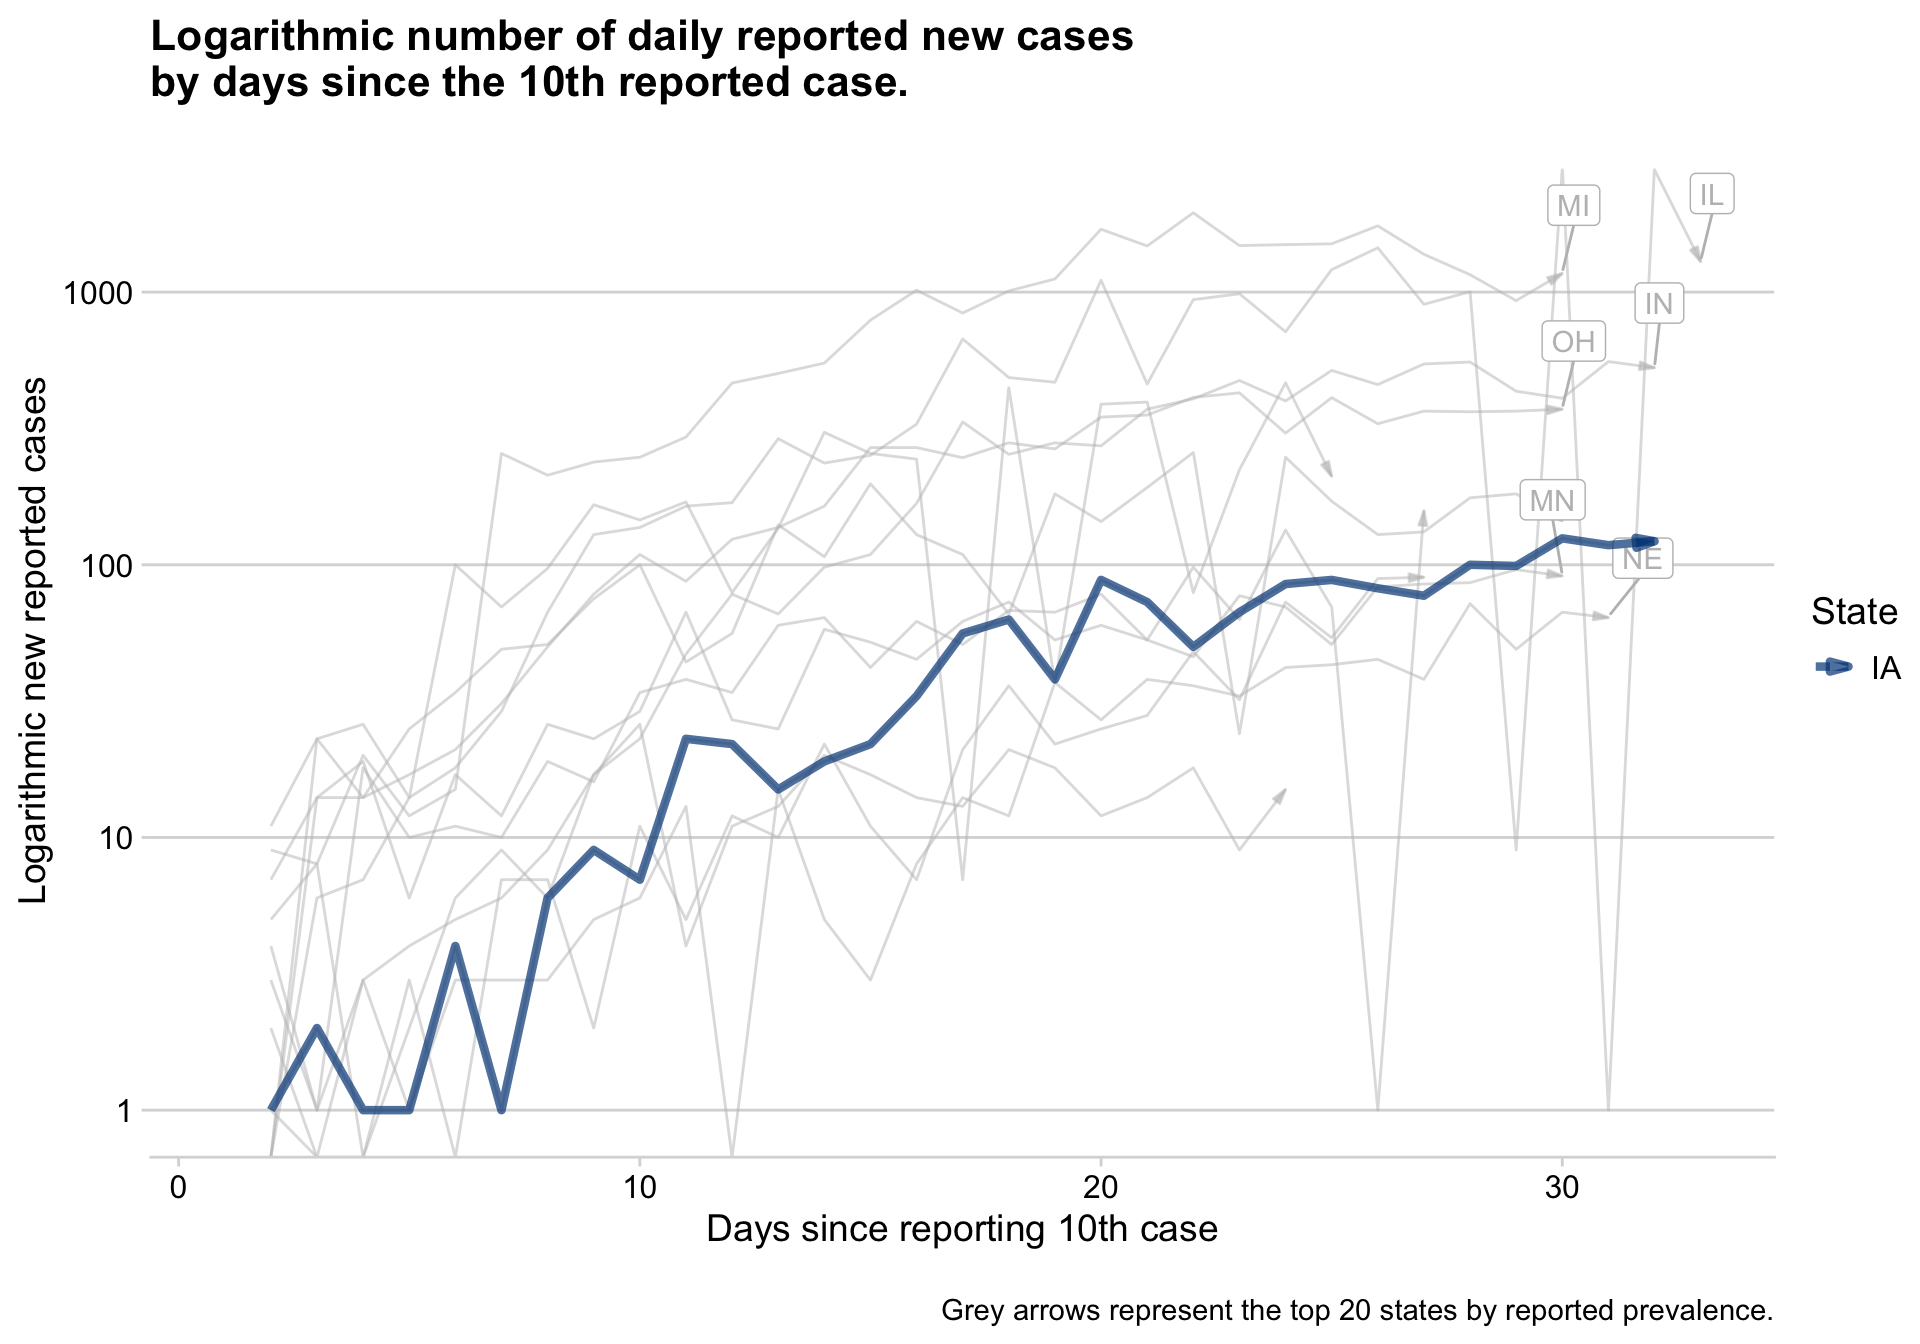 Logarithmic number of daily reported new cases
by days since the 10th reported case.
Logarithmic new reported cases
1000
100
10
1
MI
IL
IN
OH
MN
NE
State
IA
0
10
20
30
Days since reporting 10th case
Grey arrows represent the top 20 states by reported prevalence.